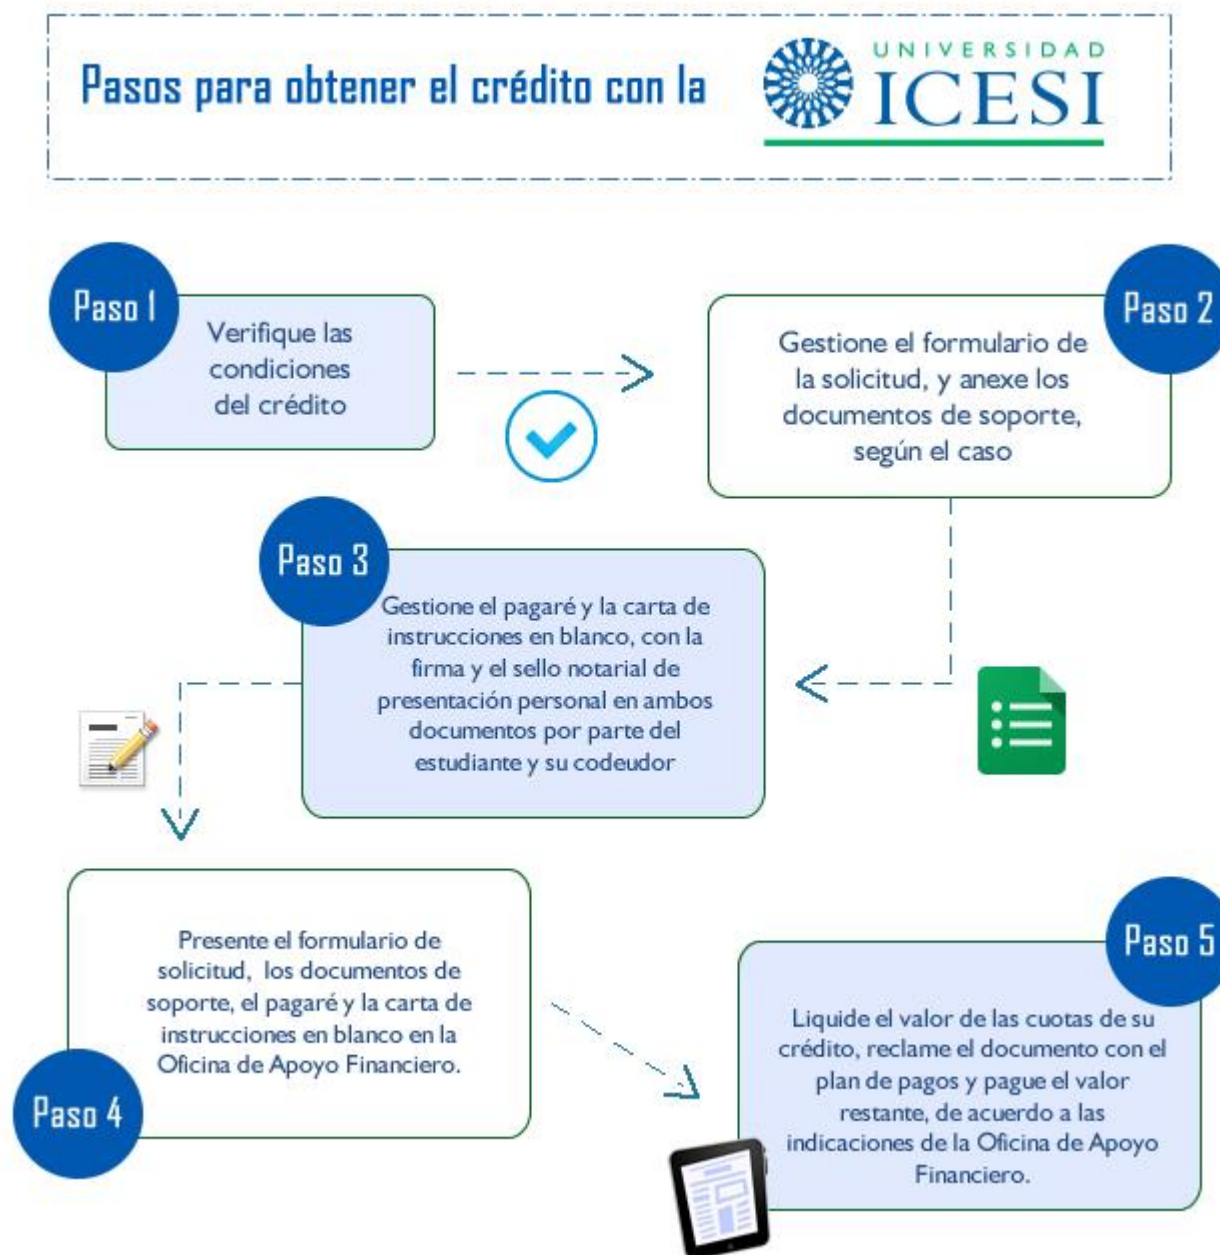 Pasos para obtener el crédito con la
UNIVERSIDAD
ICESI
Paso 1
Verifique las
condiciones
del crédito
Paso 2
Gestione el formulario de
la solicitud, y anexe los
documentos de soporte,
según el caso
Paso 3
Gestione el pagaré y la carta de
instrucciones en blanco, con la
firma y el sello notarial de
presentación personal en ambos
documentos por parte del
estudiante y su codeudor
Paso 4
Presente el formulario de
solicitud, los documentos de
soporte, el pagaré y la carta de
instrucciones en blanco en la
Oficina de Apoyo Financiero.
Paso 5
Liquide el valor de las cuotas de su
crédito, reclame el documento con el
plan de pagos y pague el valor
restante, de acuerdo a las
indicaciones de la Oficina de Apoyo
Financiero.